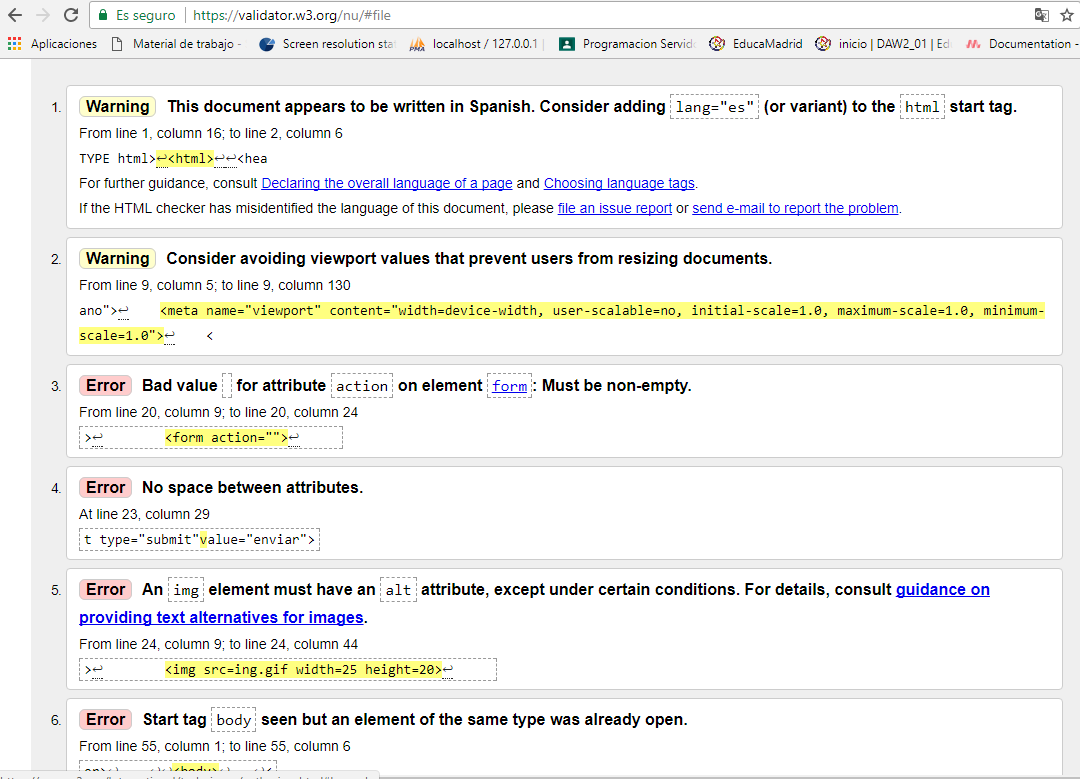 Es seguro https://validator.w3.org/nu/#file
Aplicaciones Material de trabajo - Screen resolution sta localhost / 127.0.0.1 Programacion Servid EducaMadrid inicio | DAW2_01 | Ed Documentation -
1. Warning This document appears to be written in Spanish. Consider adding lang="es" (or variant) to the html start tag.
From line 1, column 16; to line 2, column 6
TYPE html>↩<html>↩↩<hea
For further guidance, consult Declaring the overall language of a page and Choosing language tags.
If the HTML checker has misidentified the language of this document, please file an issue report or send e-mail to report the problem.
2. Warning Consider avoiding viewport values that prevent users from resizing documents.
From line 9, column 5; to line 9, column 130
ano">↩ <meta name="viewport" content="width=device-width, user-scalable=no, initial-scale=1.0, maximum-scale=1.0, minimum-
scale=1.0">↩ <
3. Error Bad value for attribute action on element form: Must be non-empty.
From line 20, column 9; to line 20, column 24
>↩ <form action="">↩
4. Error No space between attributes.
At line 23, column 29
t type="submit"value="enviar">
5. Error An img element must have an alt attribute, except under certain conditions. For details, consult guidance on
providing text alternatives for images.
From line 24, column 9; to line 24, column 44
>↩ <img src=ing.gif width=25 height=20>↩
6. Error Start tag body seen but an element of the same type was already open.
From line 55, column 1; to line 55, column 6